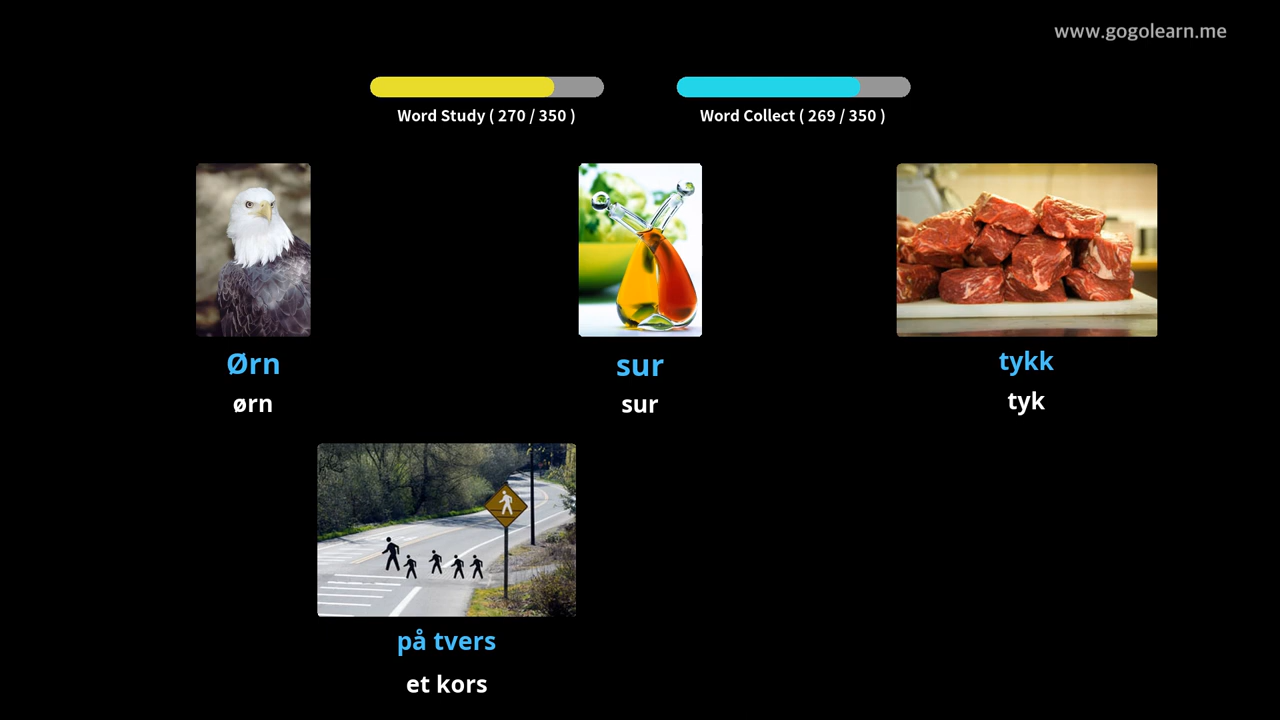 www.gogolearn.me
Word Study ( 270 / 350 )
Word Collect ( 269 / 350 )
Ørn
ørn
sur
sur
tykk
tyk
på tvers
et kors